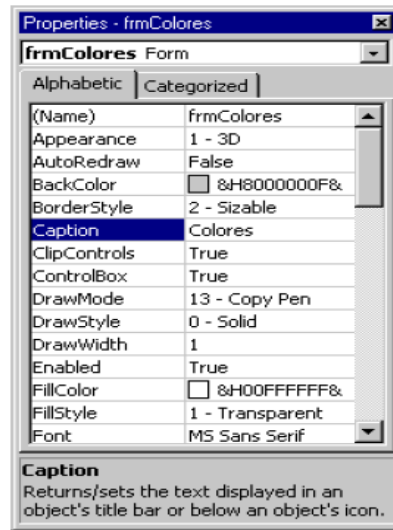 Properties - frmColores
frmColores Form
Alphabetic Categorized
(Name) frmColores
Appearance 1 - 3D
AutoRedraw False
BackColor &H8000000F&
BorderStyle 2 - Sizable
Caption Colores
ClipControls True
ControlBox True
DrawMode 13 - Copy Pen
DrawStyle 0 - Solid
DrawWidth 1
Enabled True
FillColor &H00FFFFFF&
FillStyle 1 - Transparent
Font MS Sans Serif
Caption
Returns/sets the text displayed in an
object's title bar or below an object's icon.